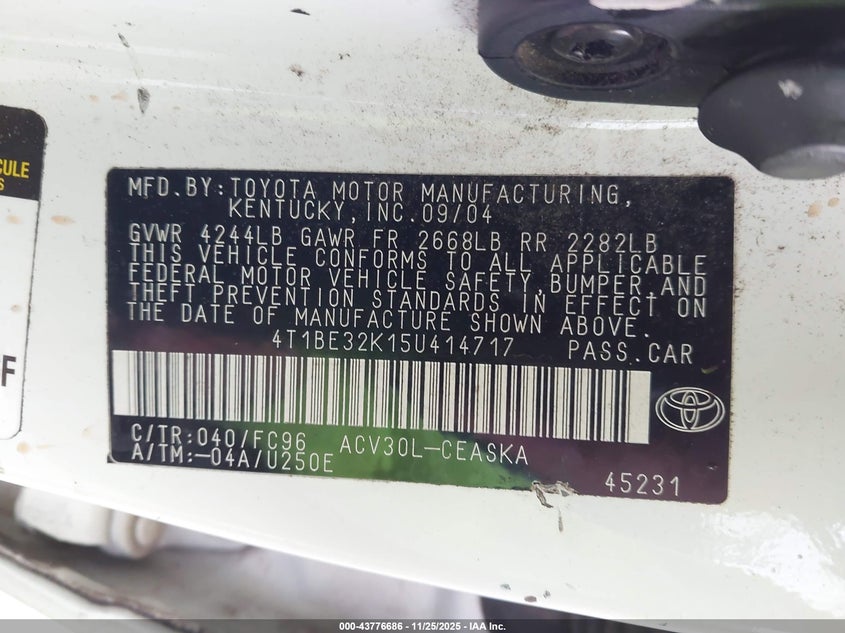 CULE
S
F
MFD.BY: TOYOTA MOTOR MANUFACTURING,
KENTUCKY, INC. 09/04
GVWR 4244LB GAWR FR 2668LB RR 2282LB
THIS VEHICLE CONFORMS TO ALL APPLICABLE
FEDERAL MOTOR VEHICLE SAFETY, BUMPER AND
THEFT PREVENTION STANDARDS IN EFFECT ON
THE DATE OF MANUFACTURE SHOWN ABOVE.
4T1BE32K15U414717 PASS.CAR
C/TR:040/FC96 ACV30L-CEASKA
A/TM:-04A/U250E
45231
000-43776686 - 11/25/2025 - IAA Inc.